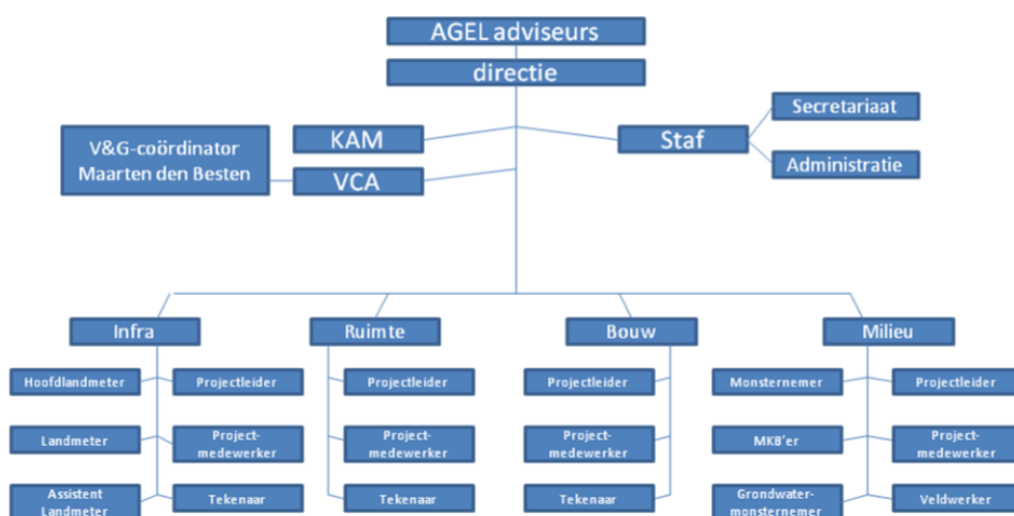 AGEL adviseurs
directie
Secretariaat
KAM
Staf
V&G-coördinator
Maarten den Besten
VCA
Administratie
Infra
Ruimte
Bouw
Milieu
Hoofdlandmeter
Projectleider
Projectleider
Projectleider
Monsternemer
Projectleider
Landmeter
Project-
medewerker
Project-
medewerker
Project-
medewerker
MKB'er
Project-
medewerker
Assistent
Landmeter
Tekenaar
Tekenaar
Tekenaar
Grondwater-
monsternemer
Veldwerker